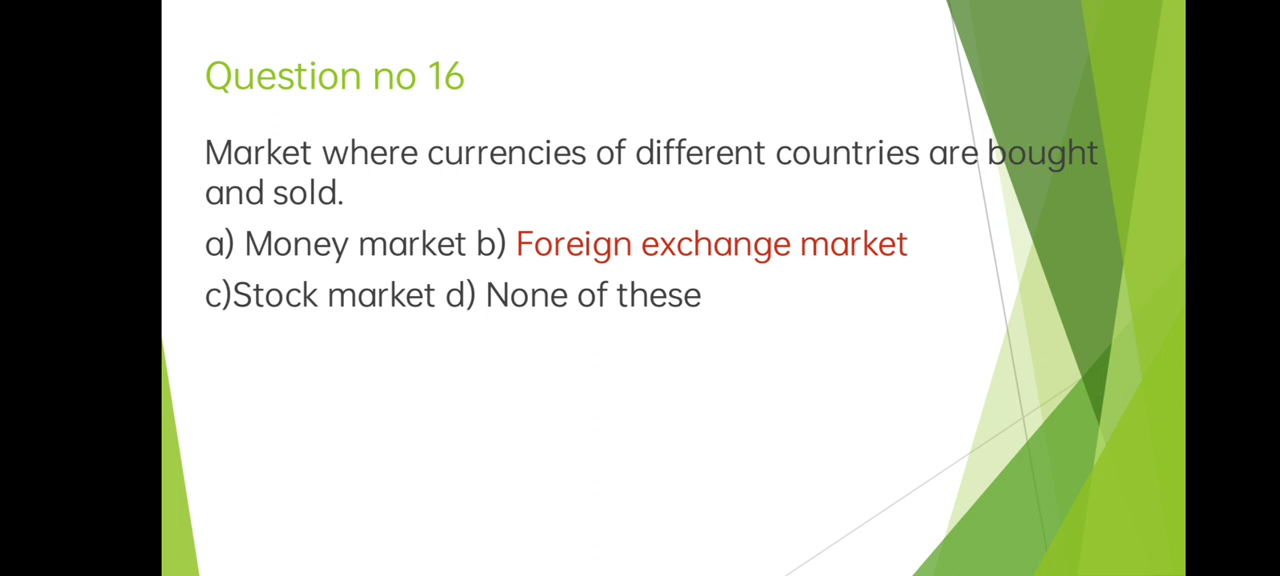 Question no 16
Market where currencies of different countries are bought
and sold.
a) Money market b) Foreign exchange market
c)Stock market d) None of these